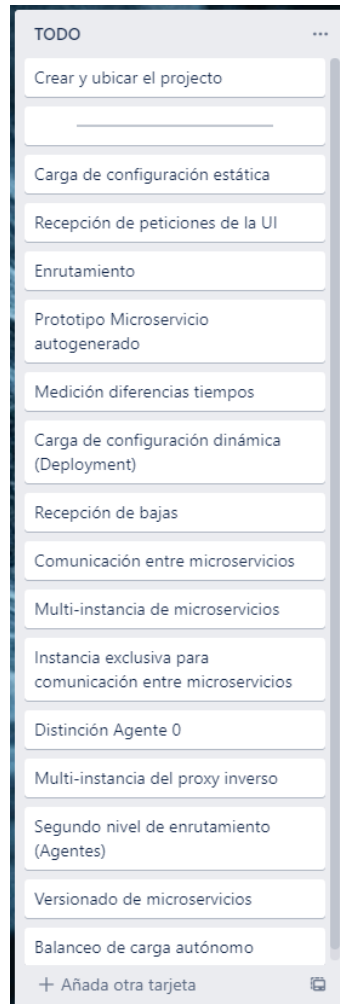 TODO
Crear y ubicar el projecto
Carga de configuración estática
Recepción de peticiones de la UI
Enrutamiento
Prototipo Microservicio
autogenerado
Medición diferencias tiempos
Carga de configuración dinámica
(Deployment)
Recepción de bajas
Comunicación entre microservicios
Multi-instancia de microservicios
Instancia exclusiva para
comunicación entre microservicios
Distinción Agente 0
Multi-instancia del proxy inverso
Segundo nivel de enrutamiento
(Agentes)
Versionado de microservicios
Balanceo de carga autónomo
+ Añada otra tarjeta